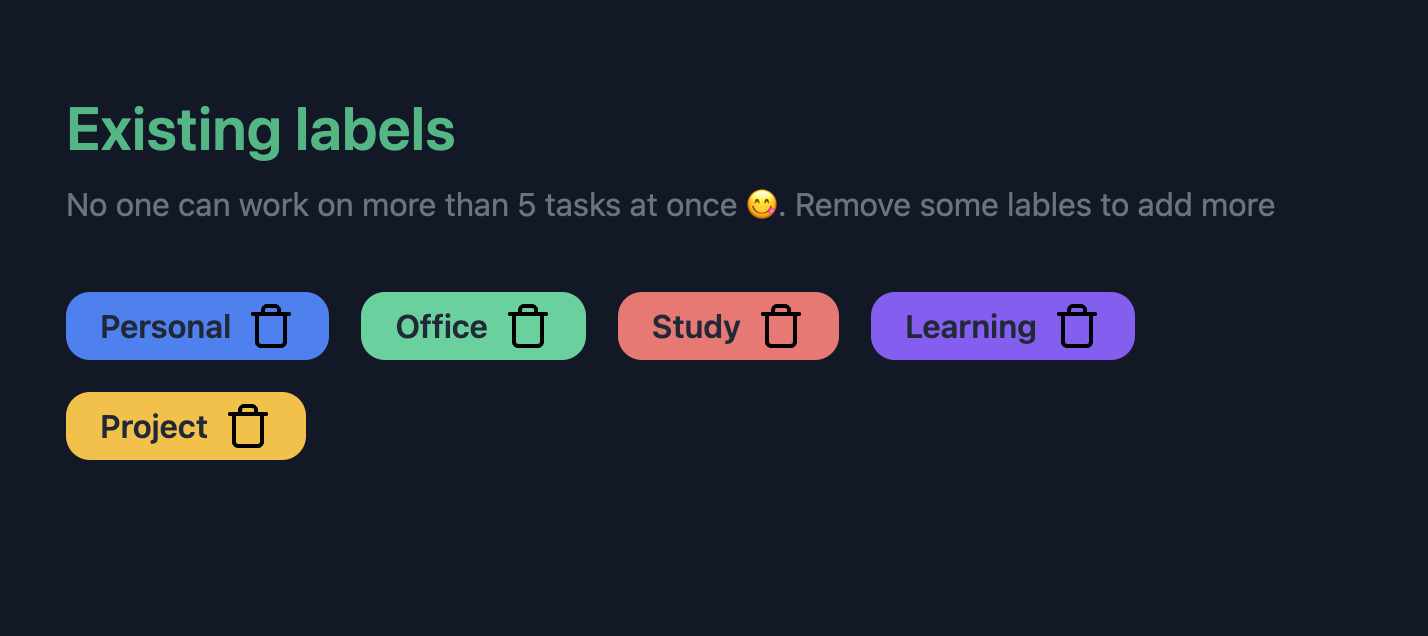 Existing labels
No one can work on more than 5 tasks at once 😋. Remove some lables to add more
Personal Office Study Learning
Project